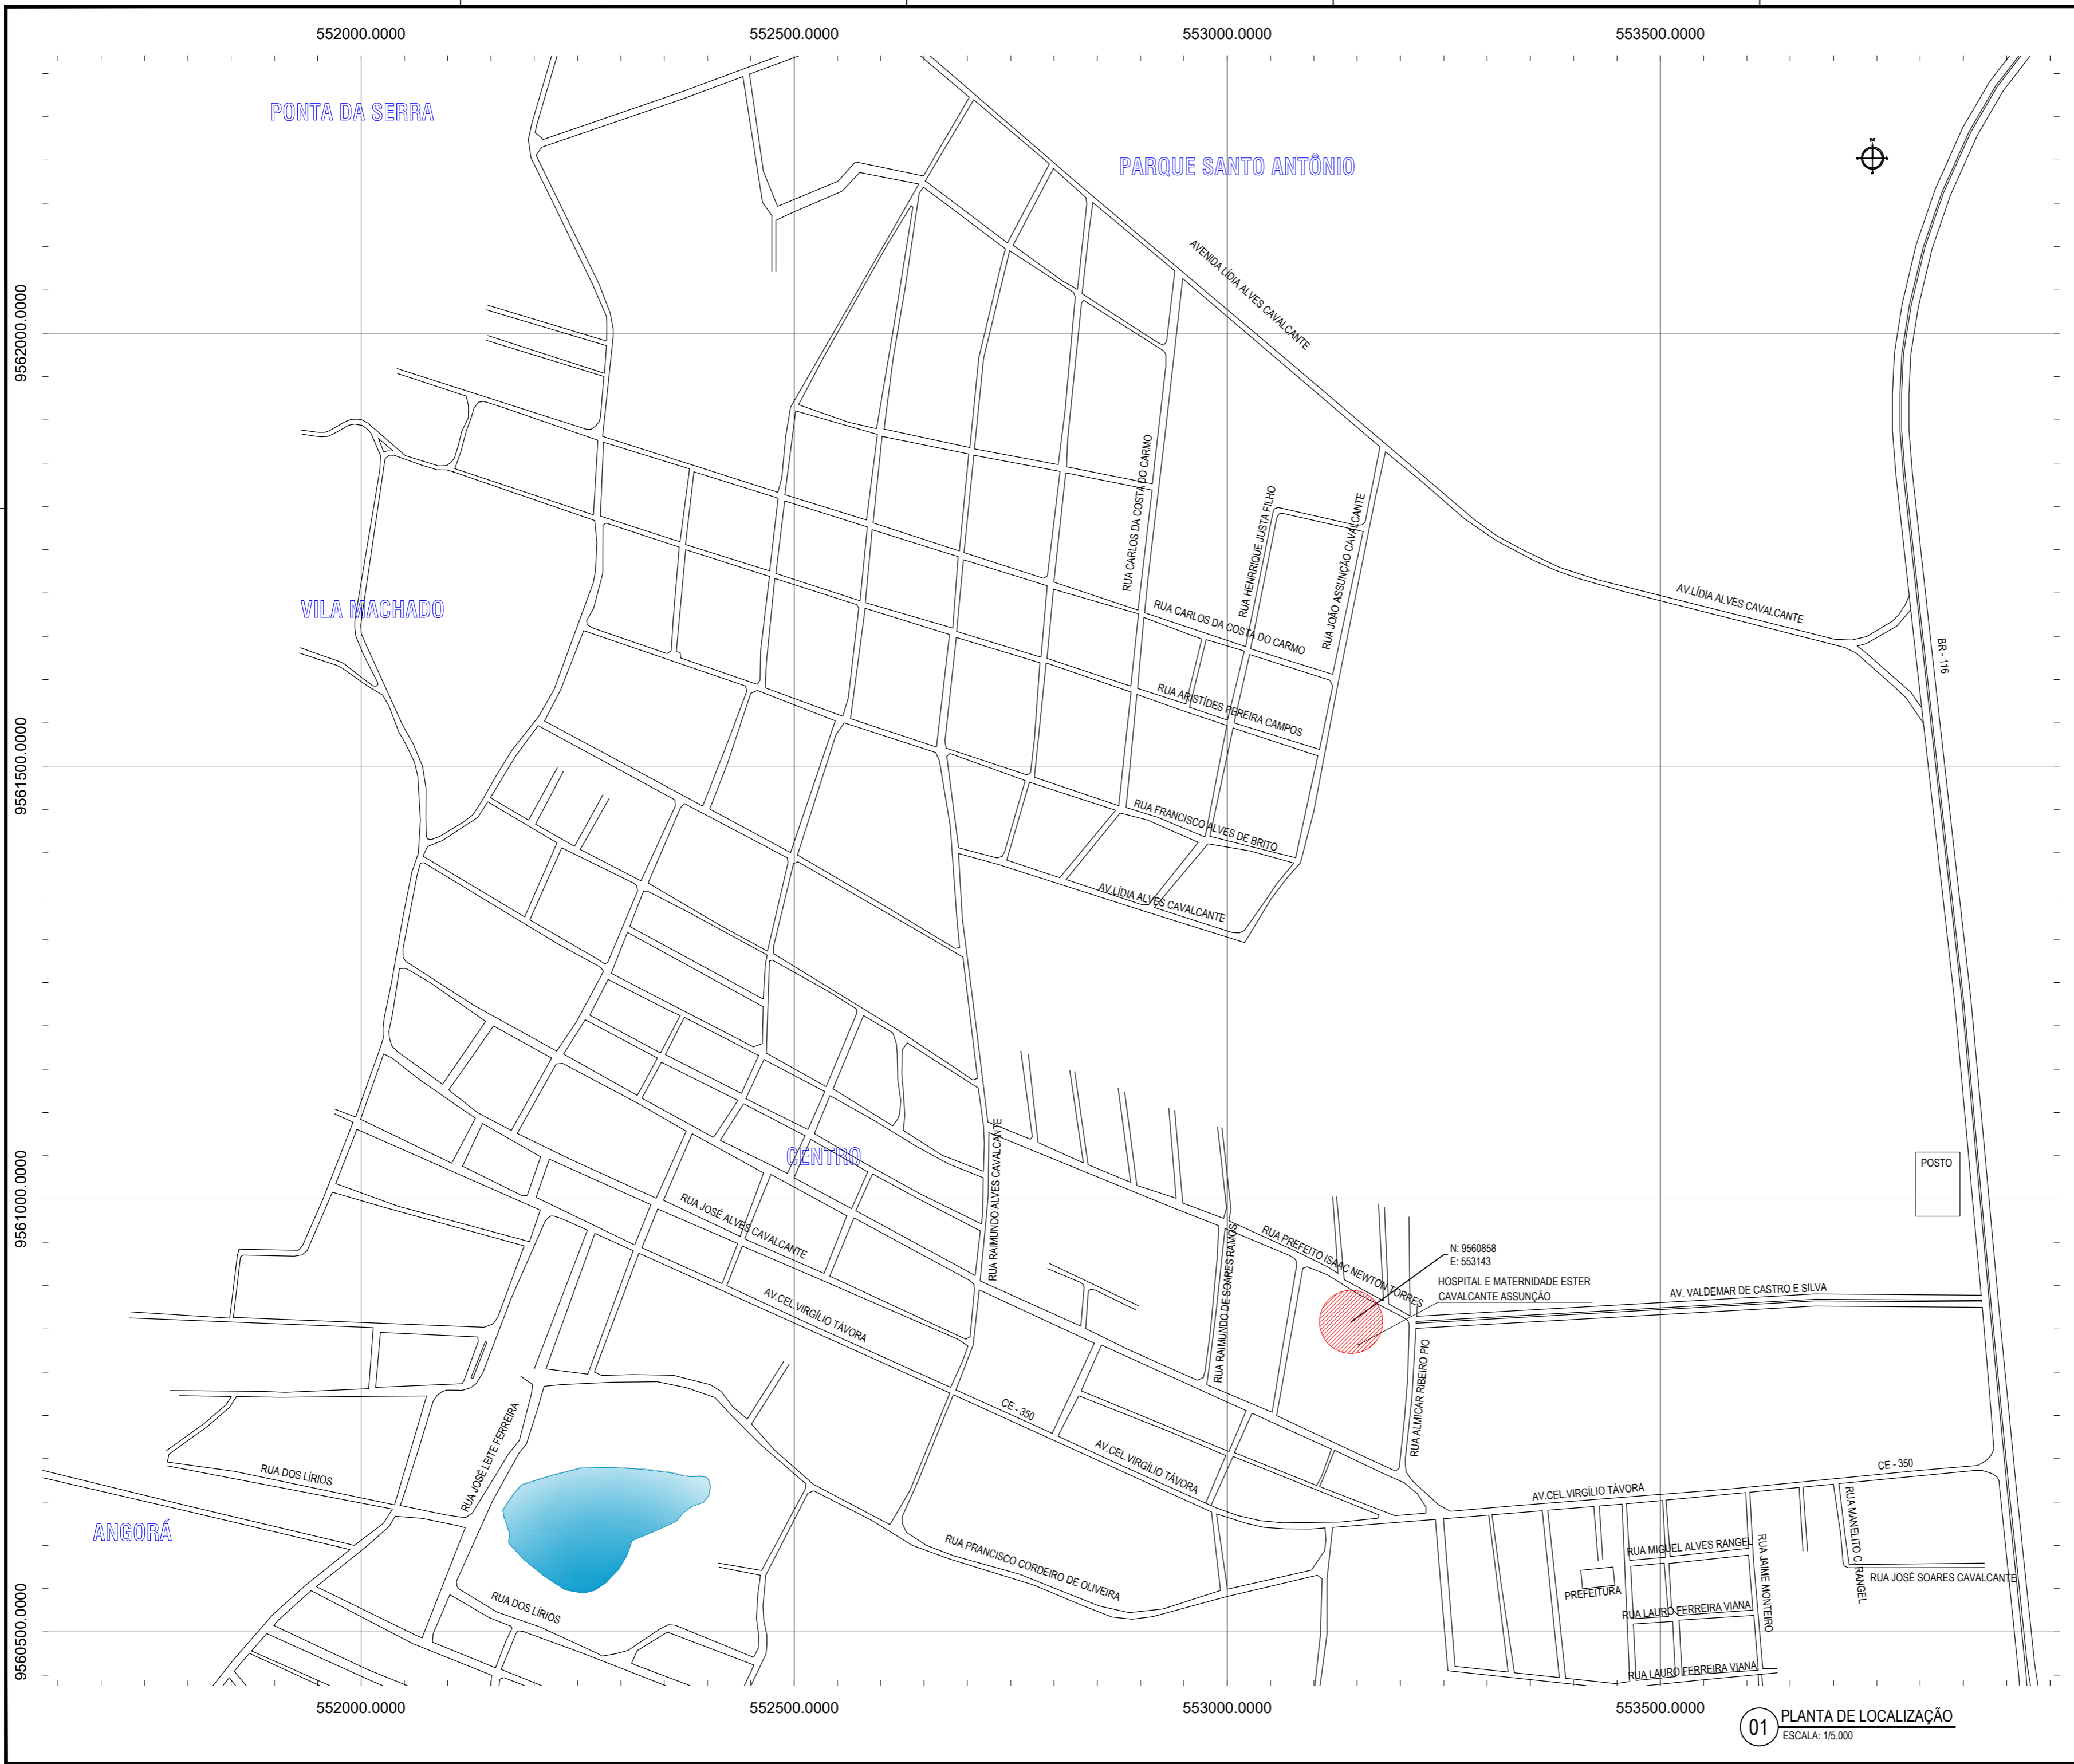 552000.0000
552500.0000
553000.0000
553500.0000
PONTA DA SERRA
PARQUE SANTO ANTÔNIO
N
AVENIDA LÍDIA ALVES CAVALCANTE
9562000.0000
RUA CARLOS DA COSTA DO CARMO
RUA HENRRIQUE JUSTA FILHO
RUA JOÃO ASSUNÇÃO CAVALCANTE
VILA MACHADO
RUA CARLOS DA COSTA DO CARMO
AV.LÍDIA ALVES CAVALCANTE
BR - 116
RUA ARISTÍDES PEREIRA CAMPOS
9561500.0000
RUA FRANCISCO ALVES DE BRITO
AV.LÍDIA ALVES CAVALCANTE
CENTRO
RUA RAIMUNDO ALVES CAVALCANTE
POSTO
9561000.0000
RUA JOSÉ ALVES CAVALCANTE
RUA RAIMUNDO DE SOARES RAMOS
RUA PREFEITO ISAAC NEWTON TORRES
N: 9560858
E: 553143
HOSPITAL E MATERNIDADE ESTER
CAVALCANTE ASSUNÇÃO
AV. VALDEMAR DE CASTRO E SILVA
AV.CEL.VIRGÍLIO TÁVORA
RUA ALMICAR RIBEIRO PIO
CE - 350
RUA JOSÉ LEITE FERREIRA
RUA DOS LÍRIOS
AV.CEL.VIRGÍLIO TÁVORA
CE - 350
AV.CEL.VIRGÍLIO TÁVORA
ANGORÁ
RUA MANELITO C. RANGEL
RUA MIGUEL ALVES RANGEL
RUA JAIME MONTEIRO
RUA PRANCISCO CORDEIRO DE OLIVEIRA
RUA JOSÉ SOARES CAVALCANTE
PREFEITURA
RUA DOS LÍRIOS
RUA LAURO FERREIRA VIANA
9560500.0000
RUA LAURO FERREIRA VIANA
552000.0000
552500.0000
553000.0000
553500.0000
01
PLANTA DE LOCALIZAÇÃO
ESCALA: 1/5.000